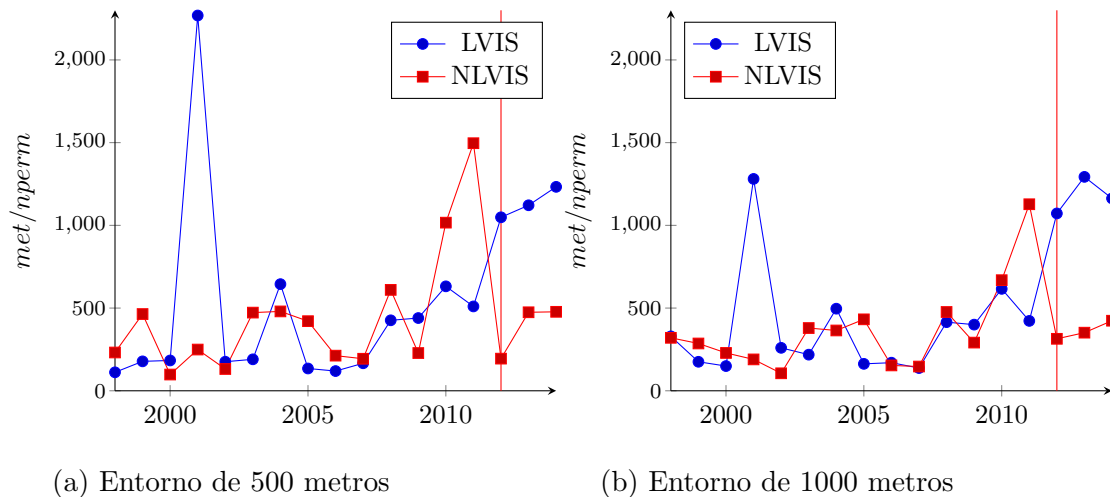 2,000
1,500
1,000
500
0
met/nperm
2000
2005
2010
LVIS
NLVIS
(a) Entorno de 500 metros
2,000
1,500
1,000
500
0
met/nperm
2000
2005
2010
LVIS
NLVIS
(b) Entorno de 1000 metros